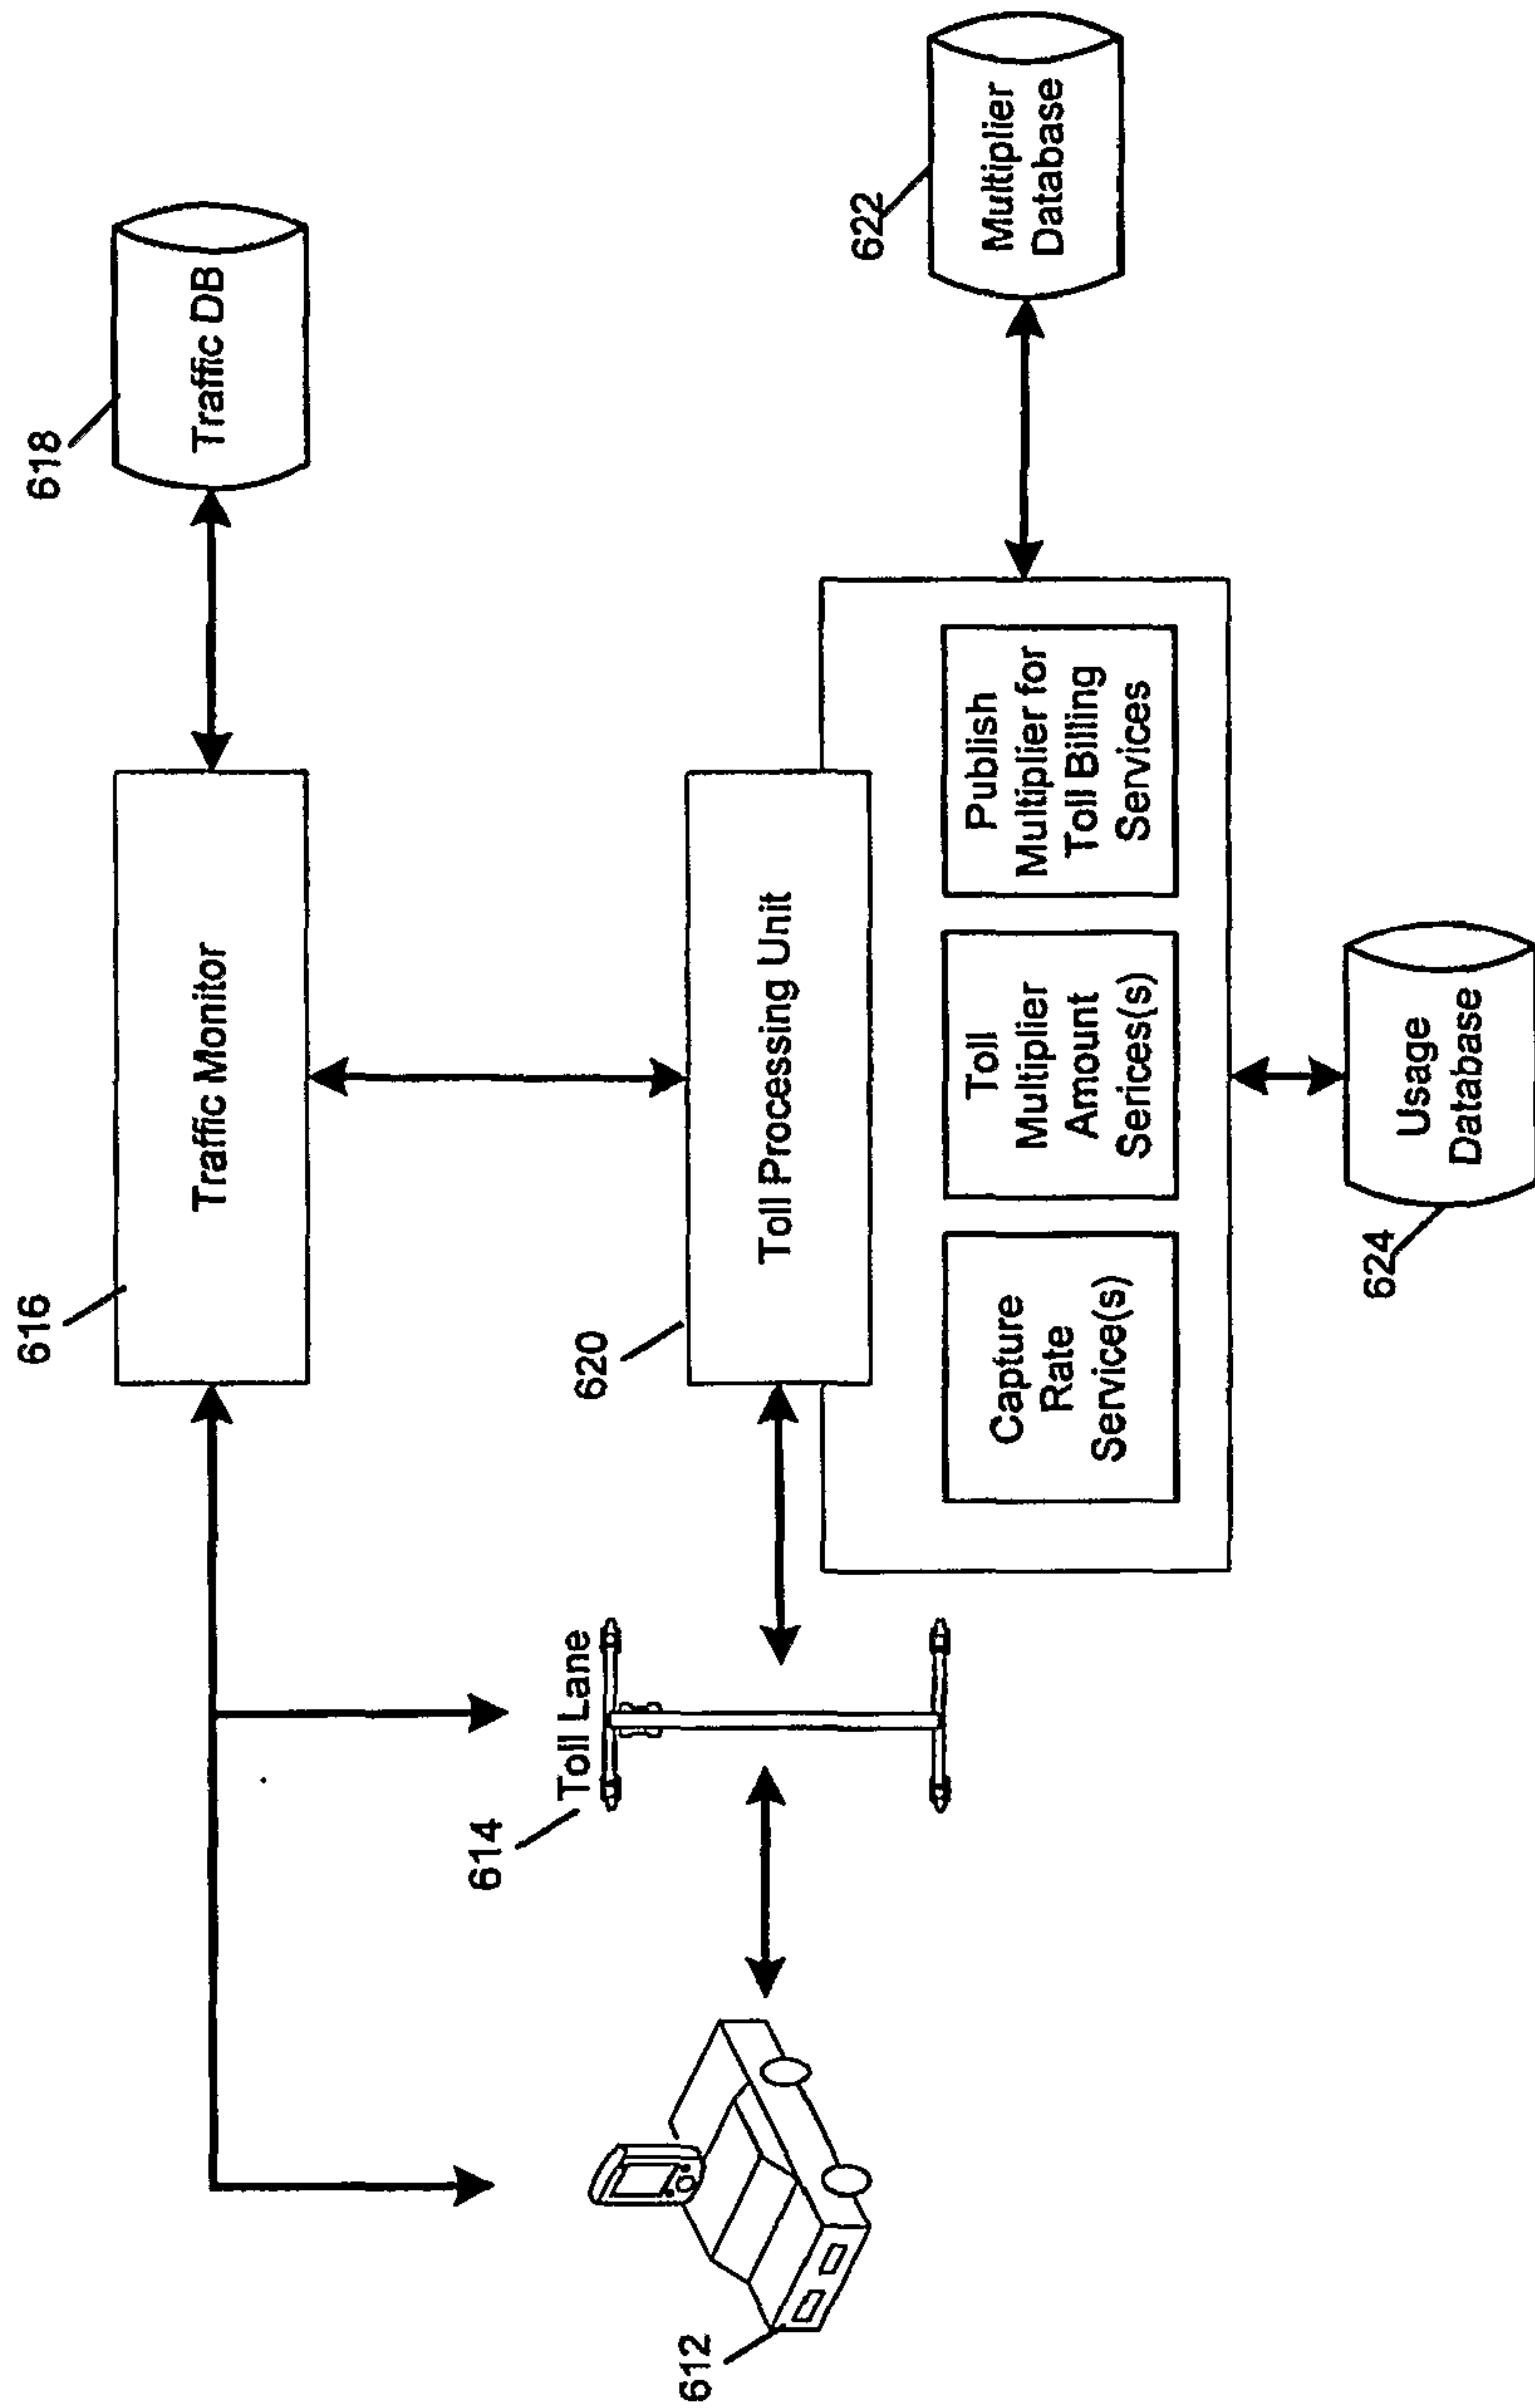 616
Traffic Monitor
618
Traffic DB
614
Toll Lane
620
Toll Processing Unit
612
Capture
Rate
Service(s)
Toll
Multiplier
Amount
Serices(s)
Publish
Multiplier for
Toll Billing
Services
622
Multiplier
Database
624
Usage
Database